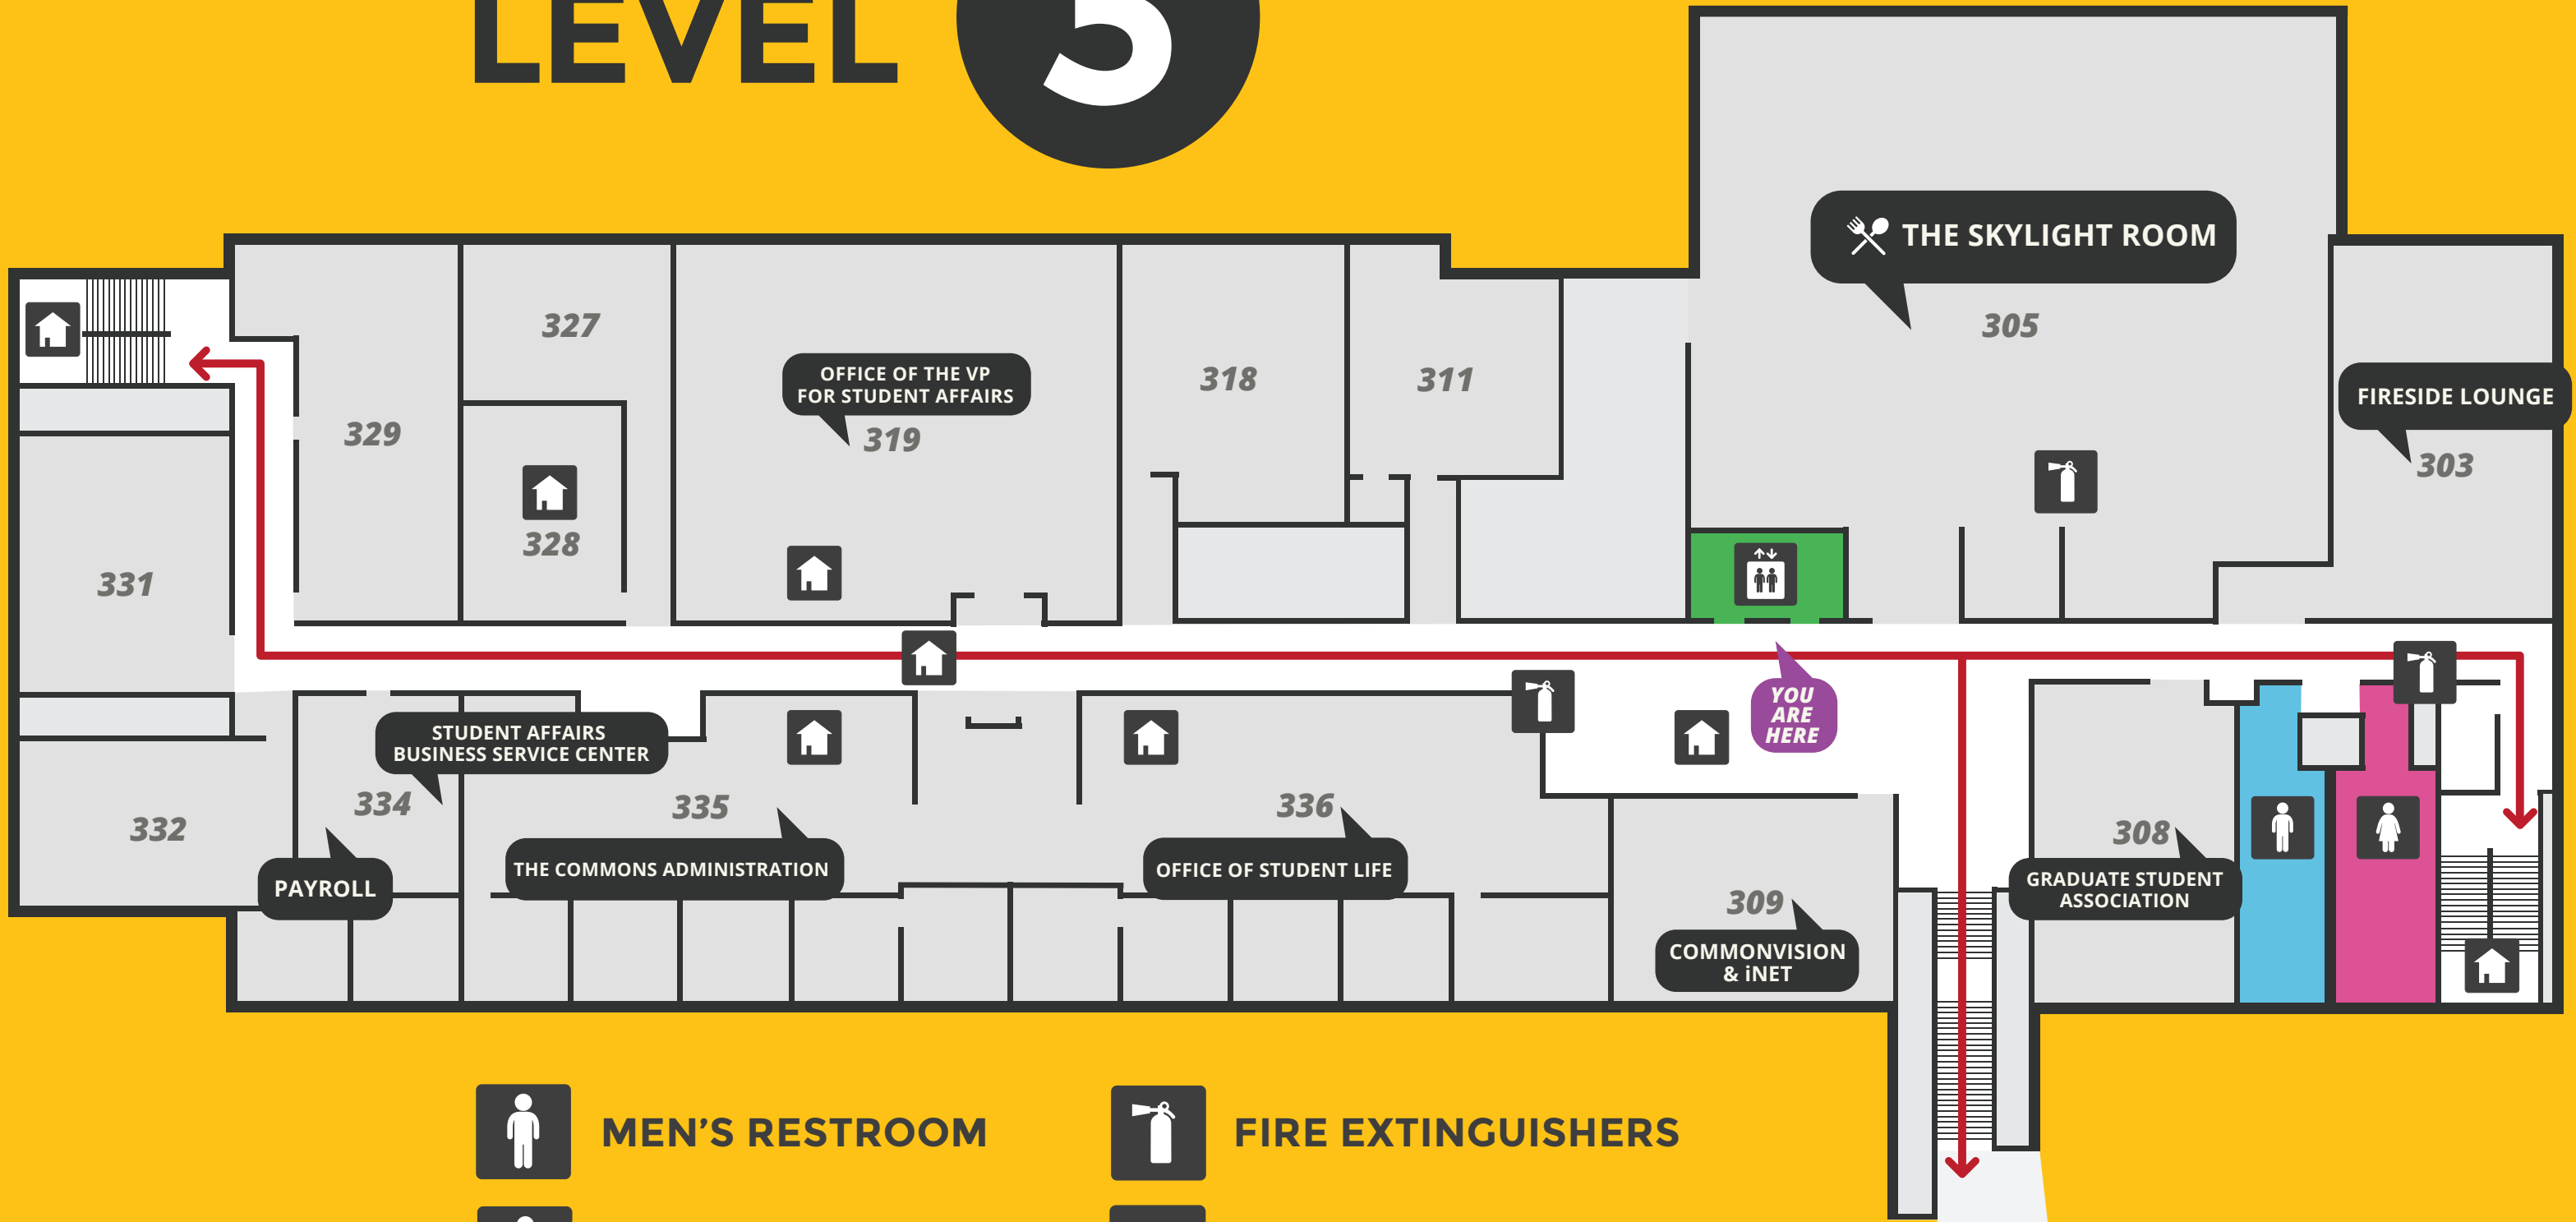 LEVEL 3
THE SKYLIGHT ROOM
305
327
OFFICE OF THE VP
FOR STUDENT AFFAIRS
319
318
311
FIRESIDE LOUNGE
303
329
328
331
YOU
ARE
HERE
STUDENT AFFAIRS
BUSINESS SERVICE CENTER
334
335
336
332
PAYROLL
THE COMMONS ADMINISTRATION
OFFICE OF STUDENT LIFE
308
GRADUATE STUDENT
ASSOCIATION
309
COMMONVISION
& iNET
MEN’S RESTROOM
FIRE EXTINGUISHERS